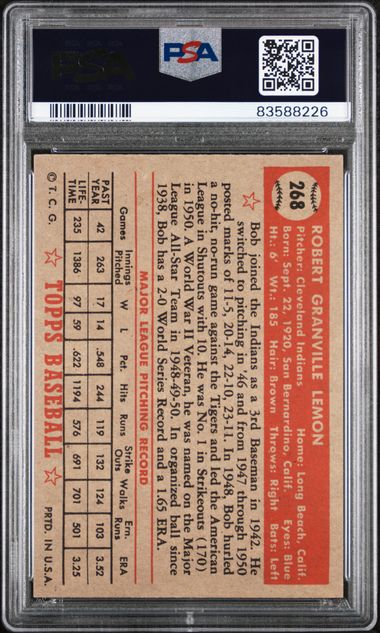 PSA
PSA
83588226
268
ROBERT GRANVILLE LEMON
Pitcher: Cleveland Indians Home: Long Beach, Calif.
Born: Sept. 22, 1920, San Bernardino, Calif. Eyes: Blue
Ht.: 6' Wt.: 185 Hair: Brown Throws: Right Bats: Left
Bob joined the Indians as a 3rd Baseman in 1942. He
switched to pitching in '46 and from 1947 through 1950
posted marks of 11-5, 20-14, 22-10, 23-11. In 1948, Bob hurled
a no-hit, no-run game against the Tigers and led the American
League in Shutouts with 10. He was No. 1 in Strikeouts (170)
in 1950. A World War II Veteran, he was named on the Major
League All-Star Team in 1948-49-50. In organized ball since
1938, Bob has a 2-0 World Series Record and a 1.65 ERA.
MAJOR LEAGUE PITCHING RECORD
Games Innings Pitched W L Pct. Hits Runs Strike Outs Walks Ern. Runs ERA
PAST YEAR 42 263 17 14 .548 244 119 132 124 103 3.52
LIFE-TIME 235 1386 97 59 .622 1194 576 691 701 501 3.25
© T. C. G. TOPPS BASEBALL PRTD. IN U.S.A.